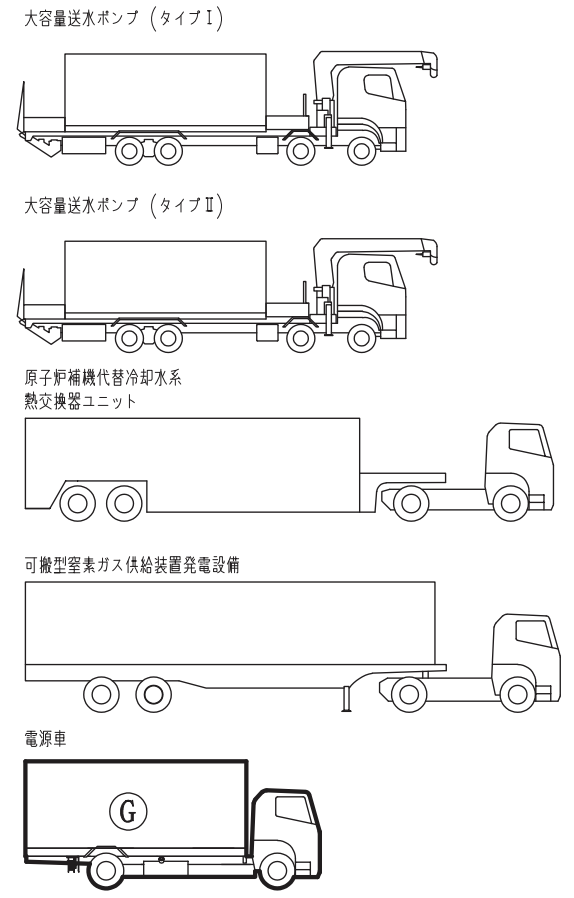 大容量送水ポンプ (タイプⅠ)
大容量送水ポンプ (タイプⅡ)
原子炉補機代替冷却水系
熱交換器ユニット
可搬型窒素ガス供給装置発電設備
電源車
G